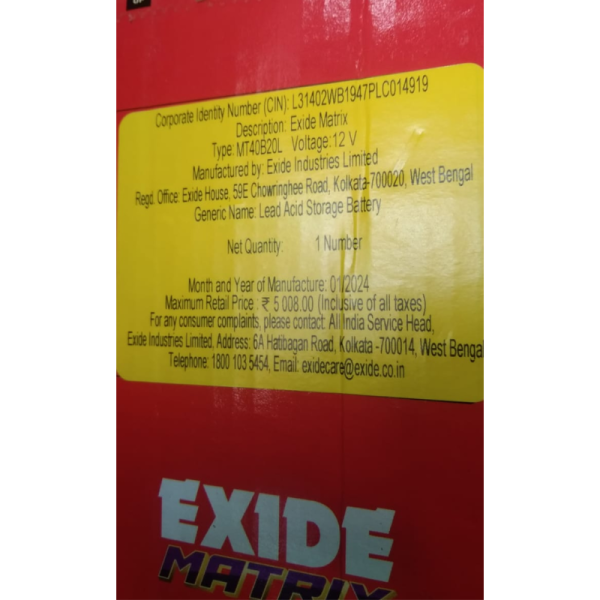 Corporate Identity Number (CIN): L31402WB1947PLC014919
Description: Exide Matrix
Type: MT40B20L Voltage: 12 V
Manufactured by: Exide Industries Limited
Regd. Office: Exide House, 59E Chowringhee Road, Kolkata-700020, West Bengal
Generic Name: Lead Acid Storage Battery
Net Quantity: 1 Number
Month and Year of Manufacture: 01/2024
Maximum Retail Price : ₹ 5 008.00 (Inclusive of all taxes)
For any consumer complaints, please contact: All India Service Head,
Exide Industries Limited, Address: 6A Hatibagan Road, Kolkata -700014, West Bengal
Telephone: 1800 103 5454, Email: exidecare@exide.co.in
EXIDE
MATRIX